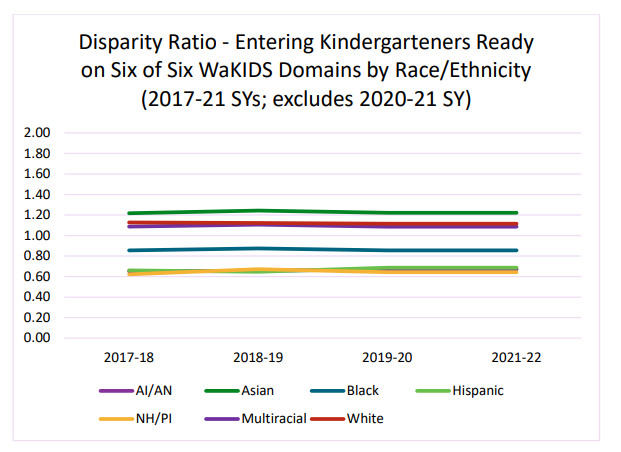 Disparity Ratio - Entering Kindergarteners Ready
on Six of Six WaKIDS Domains by Race/Ethnicity
(2017-21 SYs; excludes 2020-21 SY)
2.00
1.80
1.60
1.40
1.20
1.00
0.80
0.60
0.40
0.20
0.00
2017-18 2018-19 2019-20 2021-22
AI/AN Asian Black Hispanic
NH/PI Multiracial White